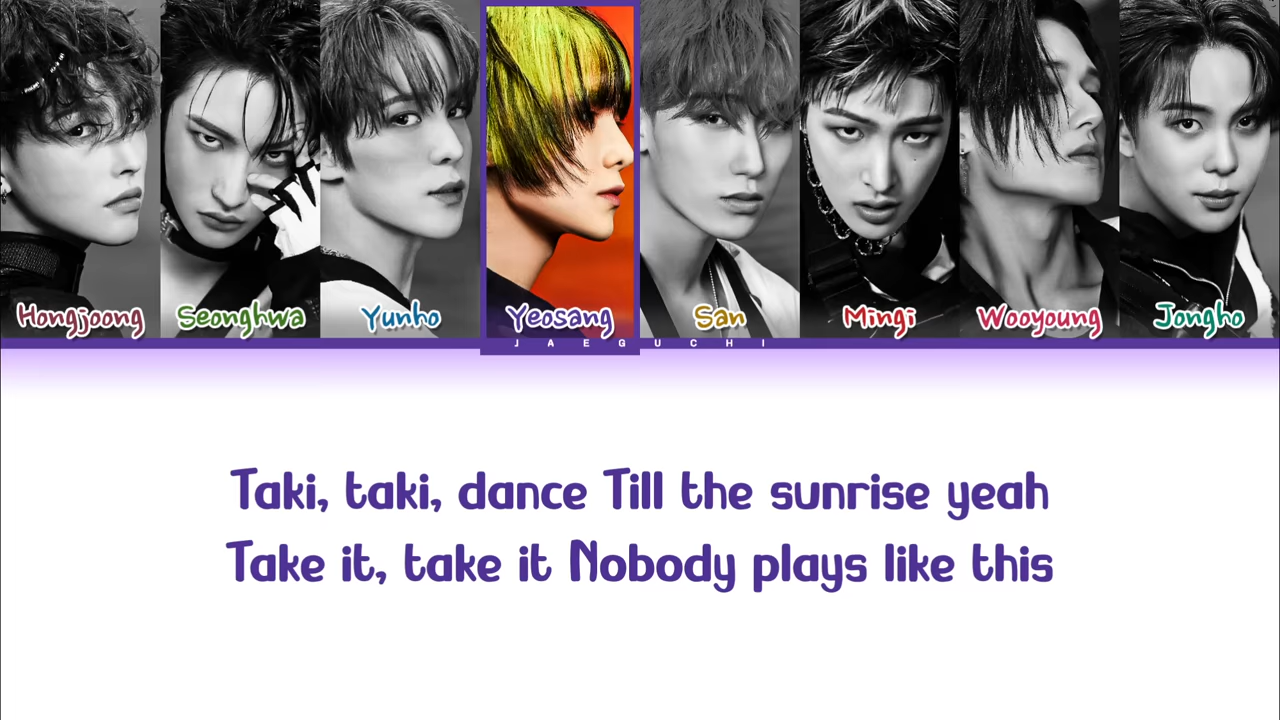 Hongjoong Seonghwa Yunho Yeosang San Mingi Wooyoung Jongho
JAEGUCHI
Taki, taki, dance Till the sunrise yeah
Take it, take it Nobody plays like this